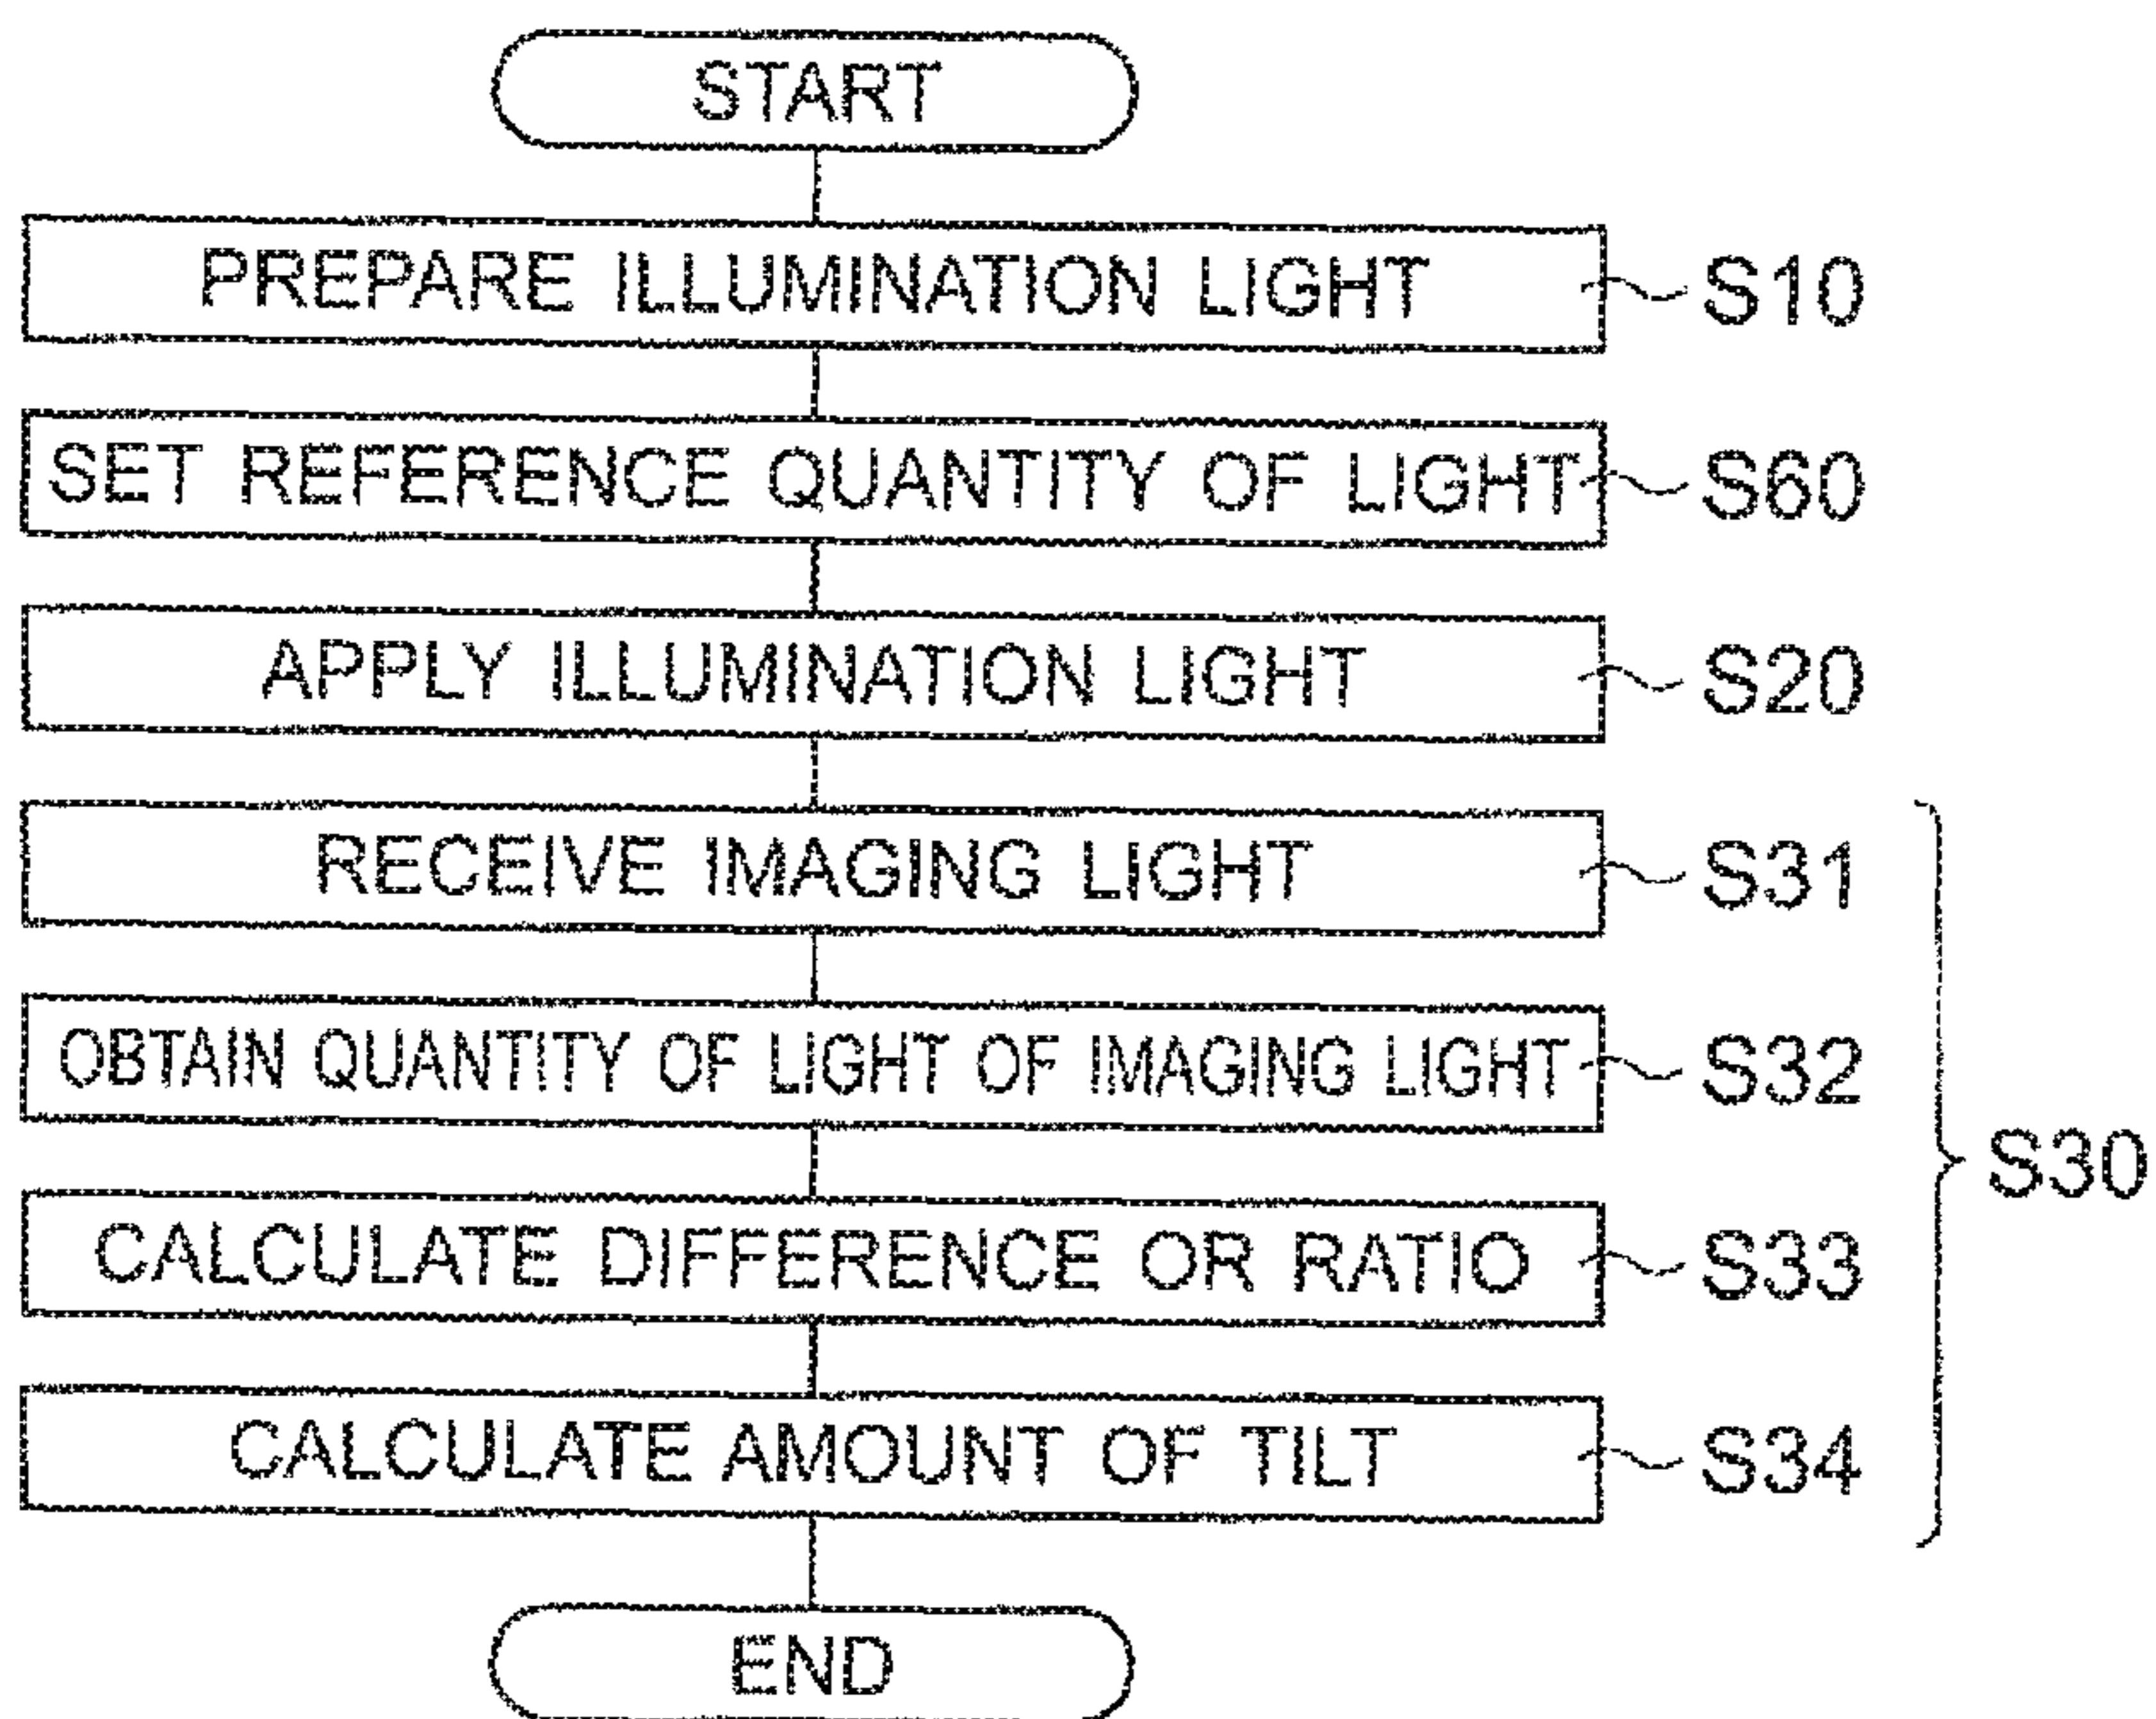 START
PREPARE ILLUMINATION LIGHT S10
SET REFERENCE QUANTITY OF LIGHT S60
APPLY ILLUMINATION LIGHT S20
RECEIVE IMAGING LIGHT S31
OBTAIN QUANTITY OF LIGHT OF IMAGING LIGHT S32
S30
CALCULATE DIFFERENCE OR RATIO S33
CALCULATE AMOUNT OF TILT S34
END